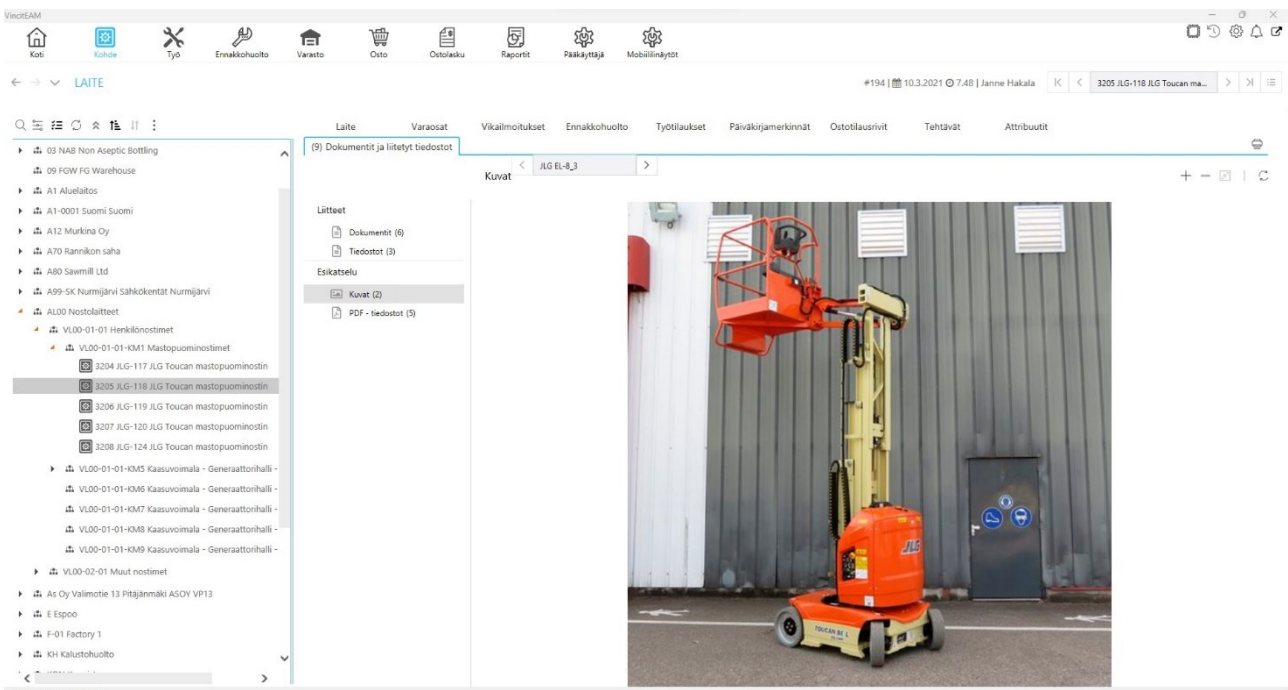 VincitEAM
Koti Kohde Työ Ennakkohuolto Varasto Osto Ostolasku Raportit Pääkäyttäjä Mobiilinäytöt
LAITE
#194 | 10.3.2021 7.48 | Janne Hakala 3205 JLG-118 JLG Toucan ma...
Laite Varaosat Vikailmoitukset Ennakkohuolto Työtilaukset Päiväkirjamerkinnät Ostotilausrivit Tehtävät Attribuutit
(9) Dokumentit ja liitetyt tiedostot
03 NAB Non Aseptic Bottling
09 FGW FG Warehouse
A1 Aluelaitos
A1-0001 Suomi Suomi
A12 Murkina Oy
A70 Rannikon saha
A80 Sawmill Ltd
A99-SK Nurmijärvi Sähkökentät Nurmijärvi
AL00 Nostolaitteet
VL00-01-01 Henkilönostimet
VL00-01-01-KM1 Mastopuominostimet
3204 JLG-117 JLG Toucan mastopuominostin
3205 JLG-118 JLG Toucan mastopuominostin
3206 JLG-119 JLG Toucan mastopuominostin
3207 JLG-120 JLG Toucan mastopuominostin
3208 JLG-124 JLG Toucan mastopuominostin
VL00-01-01-KM5 Kaasuvoimala - Generaattorihalli -
VL00-01-01-KM6 Kaasuvoimala - Generaattorihalli -
VL00-01-01-KM7 Kaasuvoimala - Generaattorihalli -
VL00-01-01-KM8 Kaasuvoimala - Generaattorihalli -
VL00-01-01-KM9 Kaasuvoimala - Generaattorihalli -
VL00-02-01 Muut nostimet
As Oy Valimotie 13 Pitäjänmäki ASOY VP13
E Espoo
F-01 Factory 1
KH Kalustohuolto
Kuvat
JLG EL-8_3
Liitteet
Dokumentit (6)
Tiedostot (3)
Esikatselu
Kuvat (2)
PDF - tiedostot (5)
JLG
TOUCAN 8E L